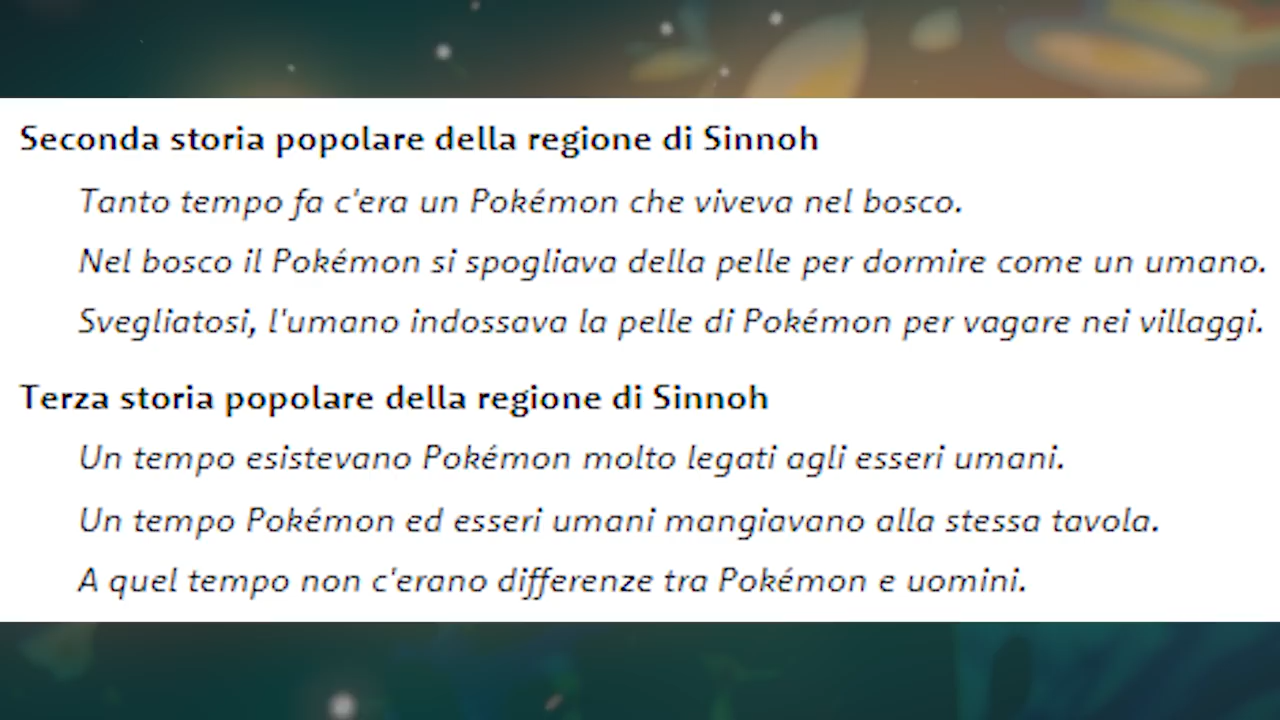 Seconda storia popolare della regione di Sinnoh
Tanto tempo fa c'era un Pokémon che viveva nel bosco.
Nel bosco il Pokémon si spogliava della pelle per dormire come un umano.
Svegliatosi, l'umano indossava la pelle di Pokémon per vagare nei villaggi.
Terza storia popolare della regione di Sinnoh
Un tempo esistevano Pokémon molto legati agli esseri umani.
Un tempo Pokémon ed esseri umani mangiavano alla stessa tavola.
A quel tempo non c'erano differenze tra Pokémon e uomini.